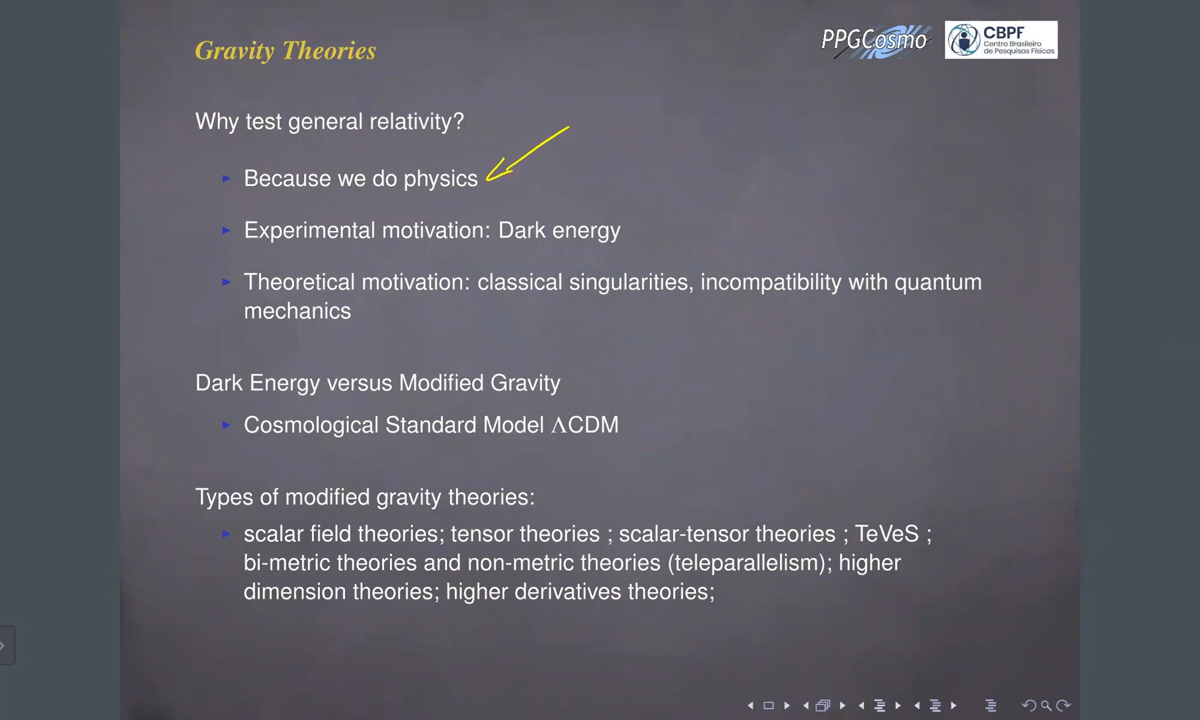 Gravity Theories
PPGCosmo
CBPF
Centro Brasileiro
de Pesquisas Físicos
Why test general relativity?
Because we do physics
Experimental motivation: Dark energy
Theoretical motivation: classical singularities, incompatibility with quantum
mechanics
Dark Energy versus Modified Gravity
Cosmological Standard Model ΛCDM
Types of modified gravity theories:
scalar field theories; tensor theories ; scalar-tensor theories ; TeVeS ;
bi-metric theories and non-metric theories (teleparallelism); higher
dimension theories; higher derivatives theories;